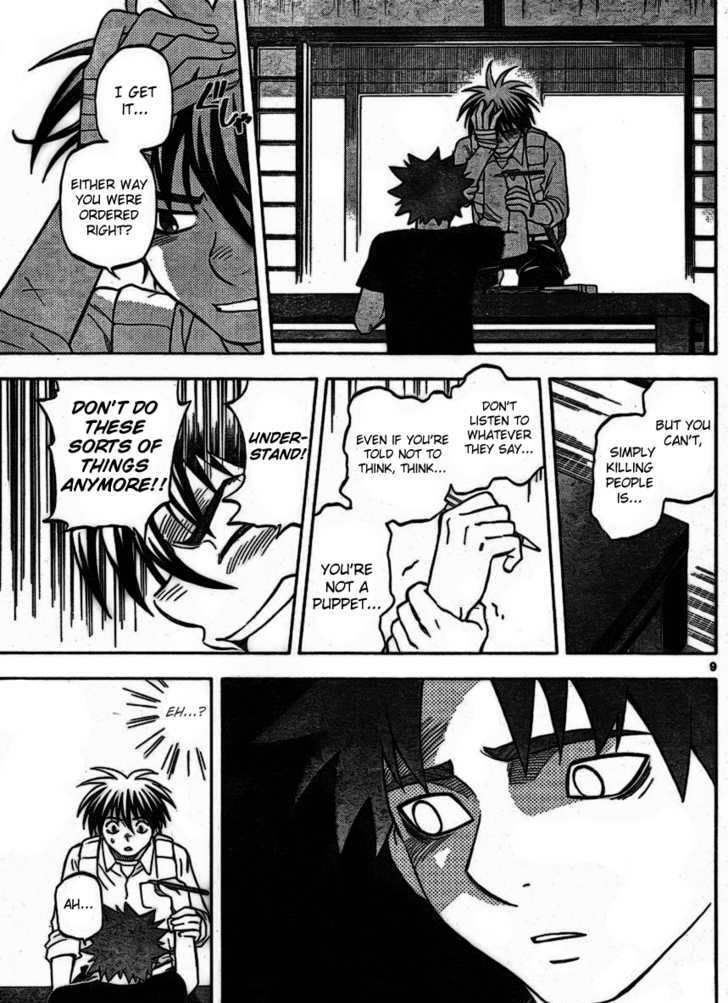 I GET
IT...
EITHER WAY
YOU WERE
ORDERED
RIGHT?
BUT YOU
CAN'T,
SIMPLY
KILLING
PEOPLE
IS...
DON'T
LISTEN TO
WHATEVER
THEY SAY...
EVEN IF YOU'RE
TOLD NOT TO
THINK, THINK...
YOU'RE
NOT A
PUPPET...
UNDER-
STAND!
DON'T DO
THESE
SORTS OF
THINGS
ANYMORE!!
9
EH...?
AH...